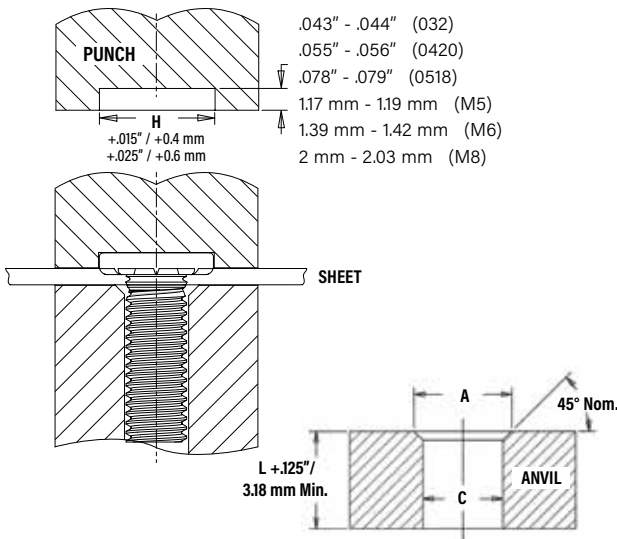 PUNCH
.043” - .044” (032)
.055” - .056” (0420)
.078” - .079” (0518)
1.17 mm - 1.19 mm (M5)
1.39 mm - 1.42 mm (M6)
2 mm - 2.03 mm (M8)
H
+.015” / +0.4 mm
+.025” / +0.6 mm
SHEET
A
45° Nom.
L +.125”/
3.18 mm Min.
C
ANVIL